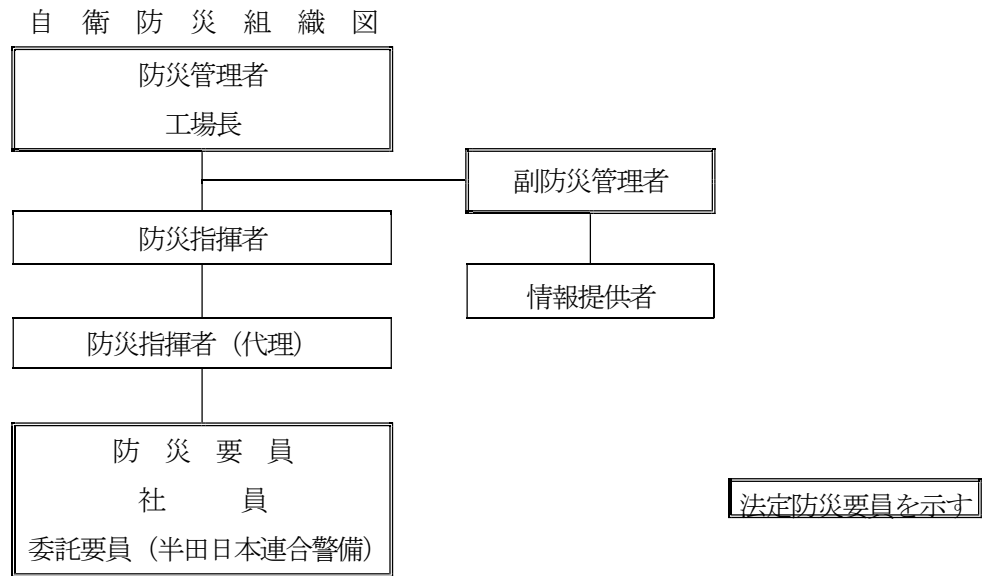 自 衛 防 災 組 織 図
防災管理者
工場長
副防災管理者
防災指揮者
情報提供者
防災指揮者（代理）
防 災 要 員
社 員
委託要員（半田日本連合警備）
法定防災要員を示す